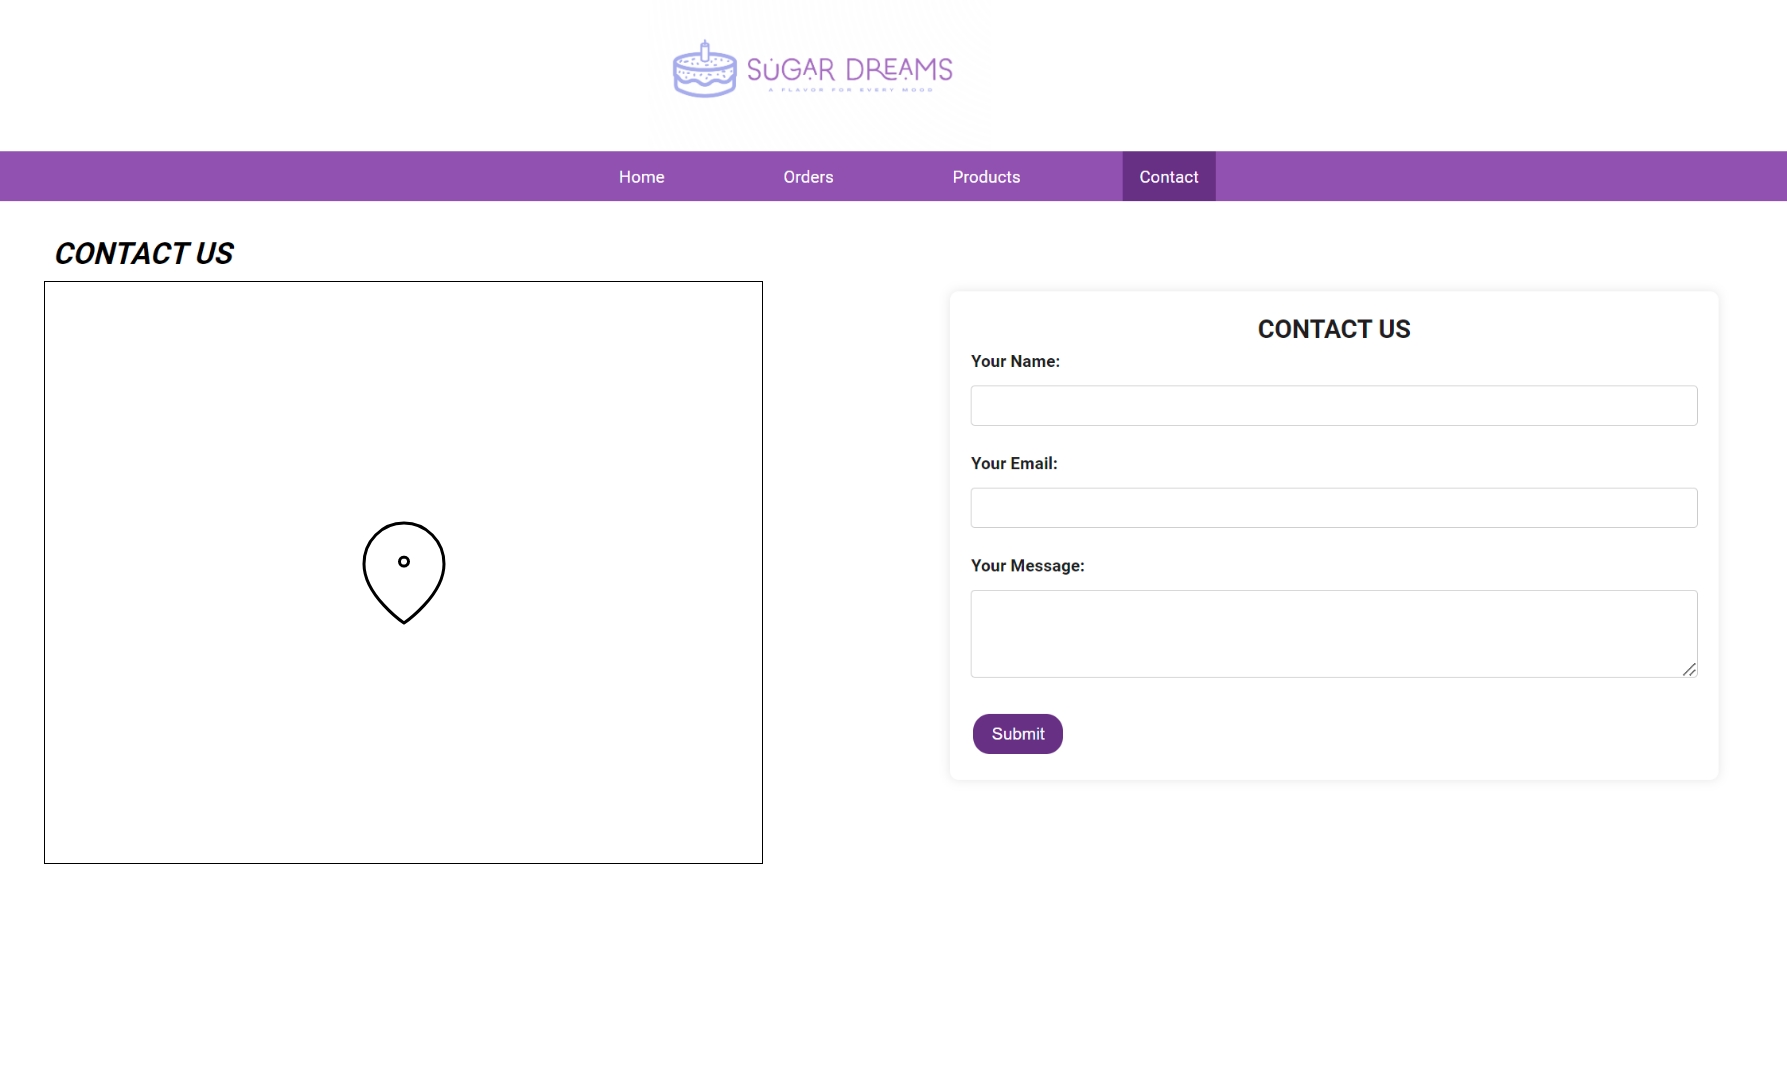 SUGAR DREAMS
A FLAVOR FOR EVERY MOOD
Home Orders Products Contact
CONTACT US
CONTACT US
Your Name:
Your Email:
Your Message:
Submit